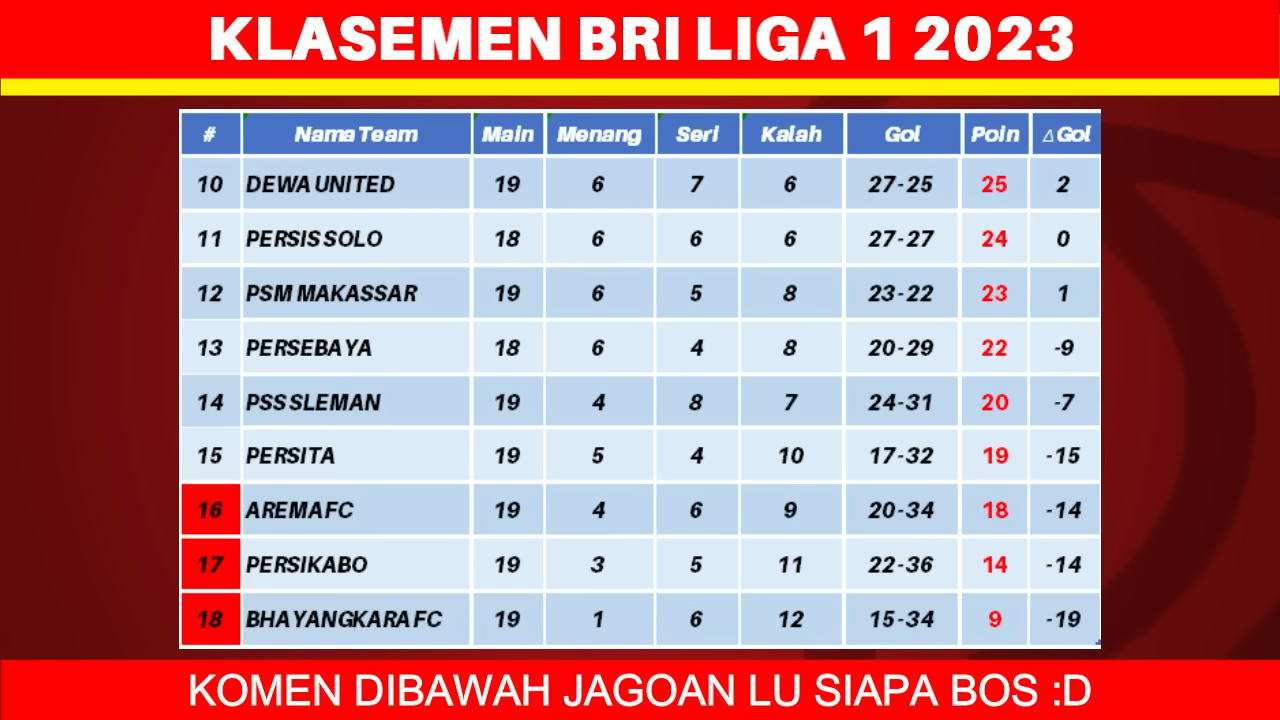 KLASEMEN BRI LIGA 1 2023
# Nama Team Main Menang Seri Kalah Gol Poin △Gol
10 DEWA UNITED 19 6 7 6 27-25 25 2
11 PERSIS SOLO 18 6 6 6 27-27 24 0
12 PSM MAKASSAR 19 6 5 8 23-22 23 1
13 PERSEBAYA 18 6 4 8 20-29 22 -9
14 PSS SLEMAN 19 4 8 7 24-31 20 -7
15 PERSITA 19 5 4 10 17-32 19 -15
16 AREMA FC 19 4 6 9 20-34 18 -14
17 PERSIKABO 19 3 5 11 22-36 14 -14
18 BHAYANGKARA FC 19 1 6 12 15-34 9 -19
KOMEN DIBAWAH JAGOAN LU SIAPA BOS :D